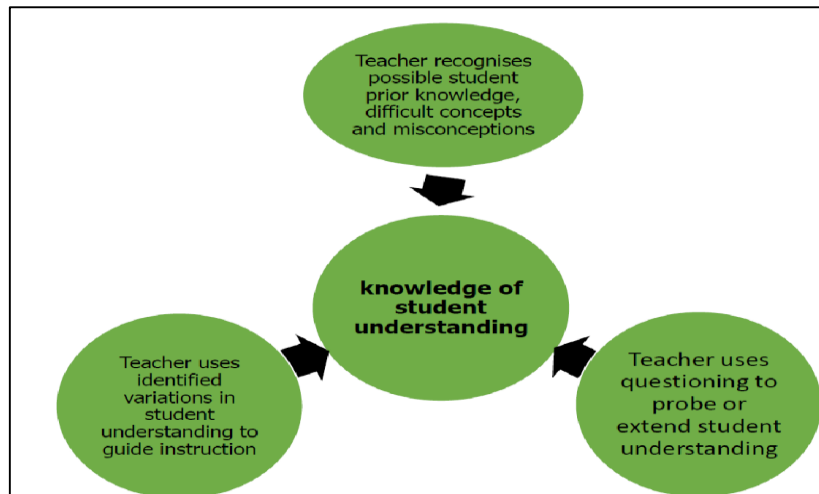 Teacher recognises
possible student
prior knowledge,
difficult concepts
and misconceptions
knowledge of
student
understanding
Teacher uses
identified
variations in
student
understanding to
guide instruction
Teacher uses
questioning to
probe or
extend student
understanding